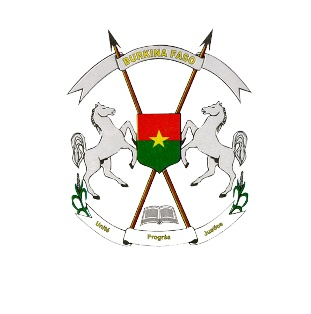 BURKINA FASO
Unité Progrès Justice